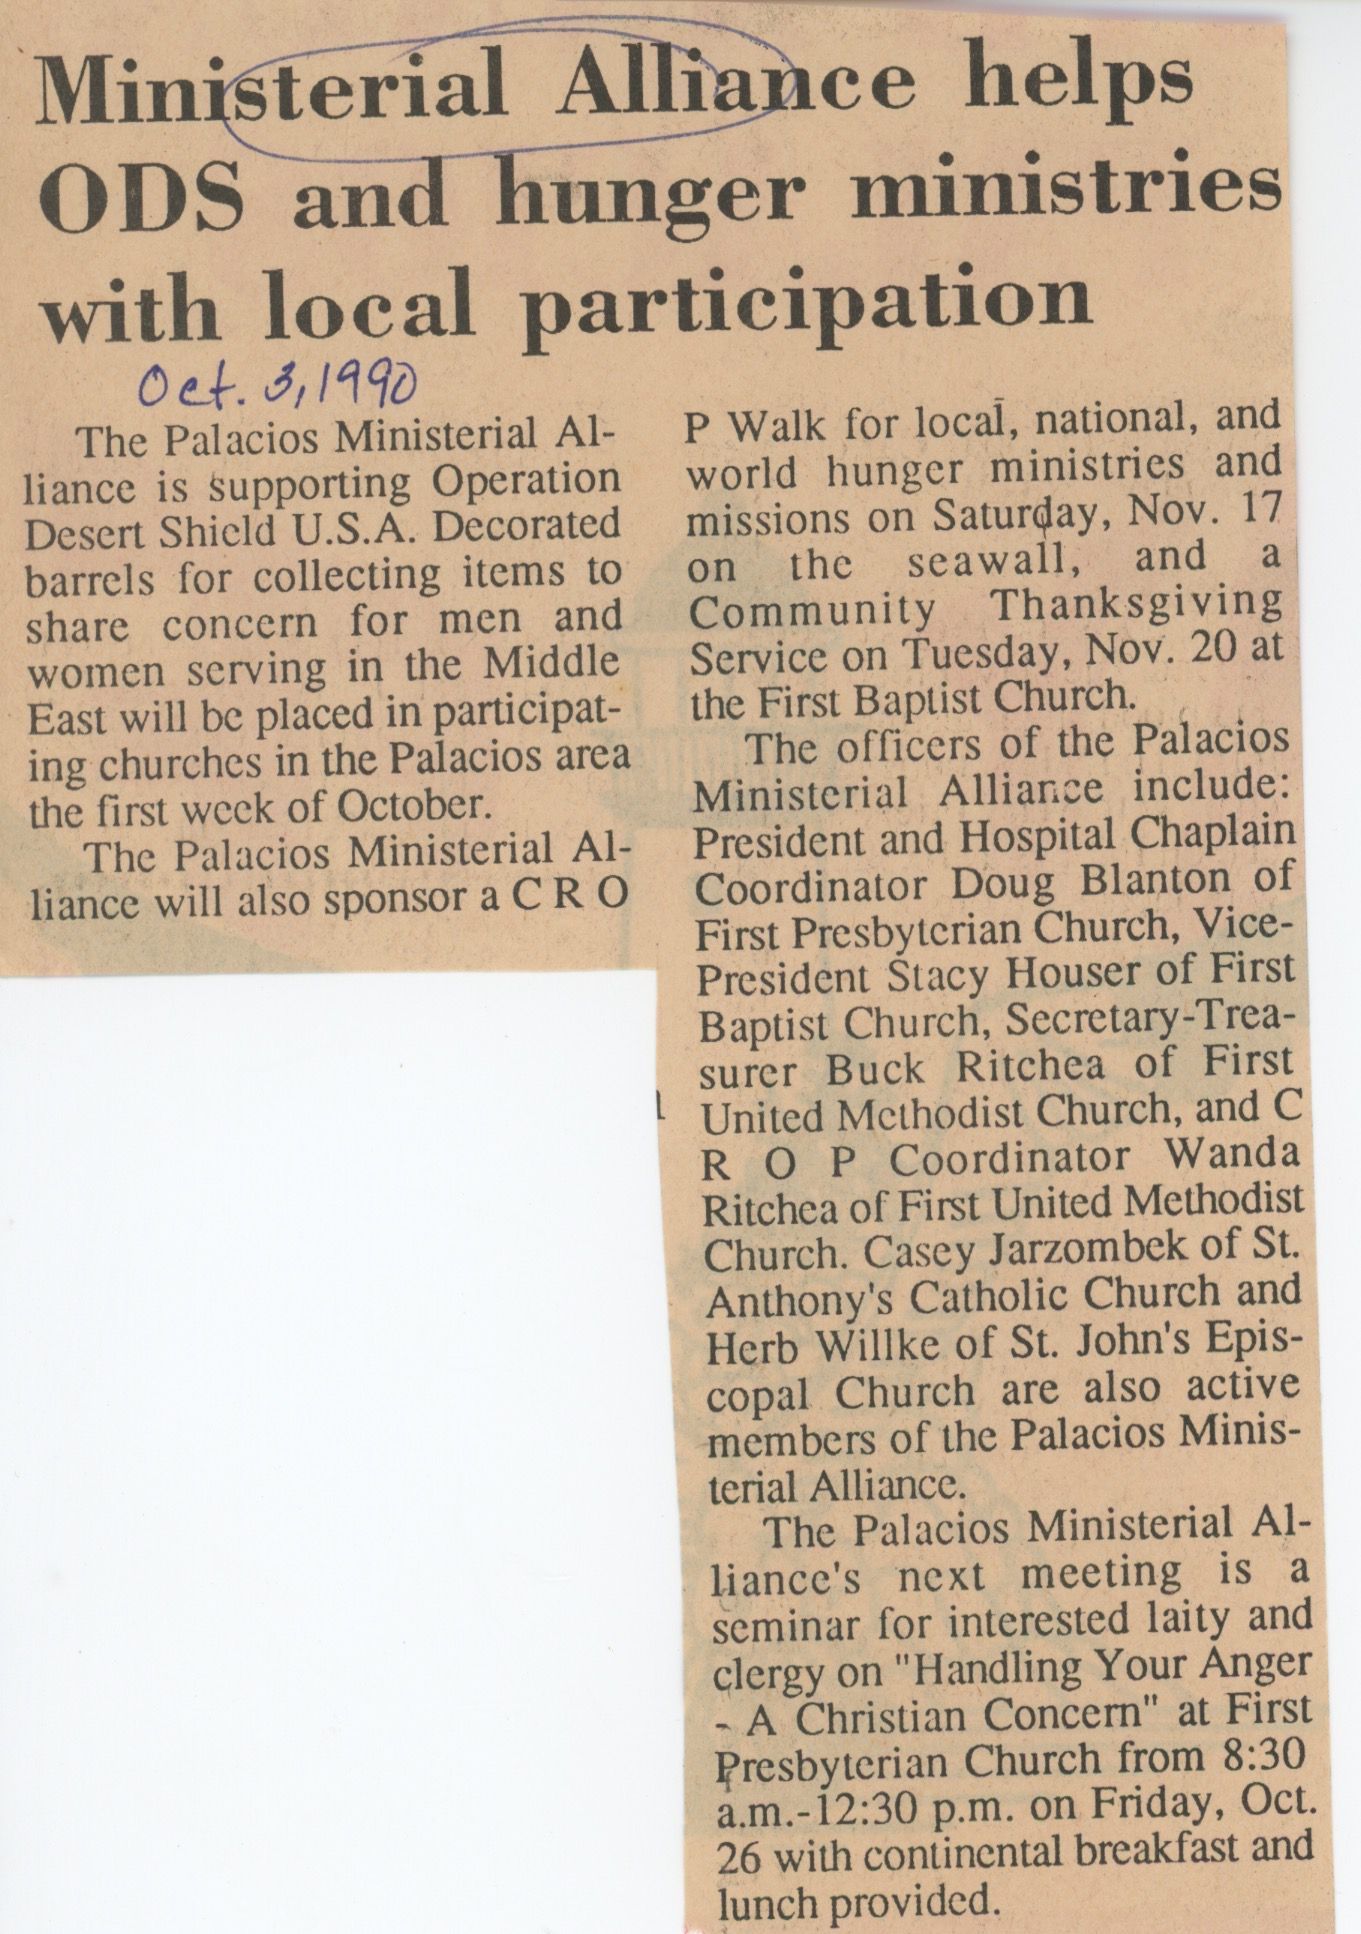 Ministerial Alliance helps
ODS and hunger ministries
with local participation
Oct. 3, 1990
The Palacios Ministerial Al-
liance is supporting Operation
Desert Shield U.S.A. Decorated
barrels for collecting items to
share concern for men and
women serving in the Middle
East will be placed in participat-
ing churches in the Palacios area
the first week of October.
The Palacios Ministerial Al-
liance will also sponsor a C R O
P Walk for local, national, and
world hunger ministries and
missions on Saturday, Nov. 17
on the seawall, and a
Community Thanksgiving
Service on Tuesday, Nov. 20 at
the First Baptist Church.
The officers of the Palacios
Ministerial Alliance include:
President and Hospital Chaplain
Coordinator Doug Blanton of
First Presbyterian Church, Vice-
President Stacy Houser of First
Baptist Church, Secretary-Trea-
surer Buck Ritchea of First
United Methodist Church, and C
R O P Coordinator Wanda
Ritchea of First United Methodist
Church. Casey Jarzombek of St.
Anthony's Catholic Church and
Herb Willke of St. John's Epis-
copal Church are also active
members of the Palacios Minis-
terial Alliance.
The Palacios Ministerial Al-
liance's next meeting is a
seminar for interested laity and
clergy on "Handling Your Anger
- A Christian Concern" at First
Presbyterian Church from 8:30
a.m.-12:30 p.m. on Friday, Oct.
26 with continental breakfast and
lunch provided.